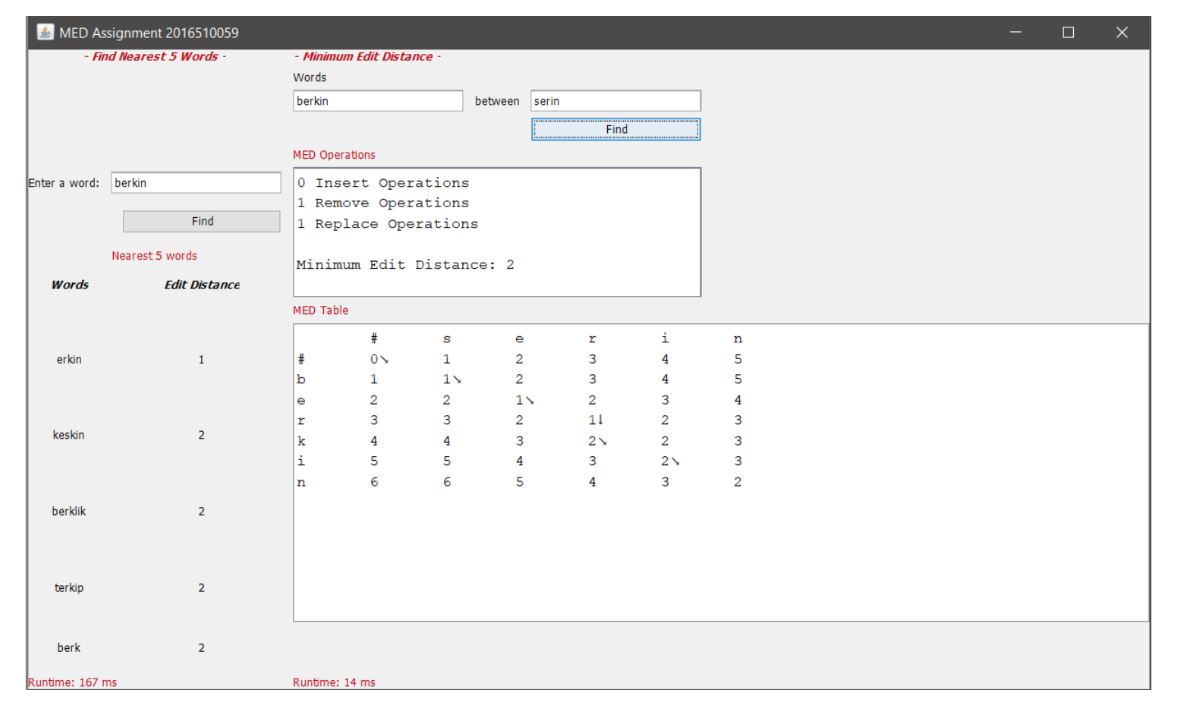 MED Assignment 2016510059
- Find Nearest 5 Words -
Enter a word: berkin
Find
Nearest 5 words
Words Edit Distance
erkin 1
keskin 2
berklik 2
terkip 2
berk 2
Runtime: 167 ms
- Minimum Edit Distance -
Words
berkin between serin
Find
MED Operations
0 Insert Operations
1 Remove Operations
1 Replace Operations
Minimum Edit Distance: 2
MED Table
# s e r i n
# 0↘ 1 2 3 4 5
b 1 1↘ 2 3 4 5
e 2 2 1↘ 2 3 4
r 3 3 2 1↓ 2 3
k 4 4 3 2↘ 2 3
i 5 5 4 3 2↘ 3
n 6 6 5 4 3 2
Runtime: 14 ms